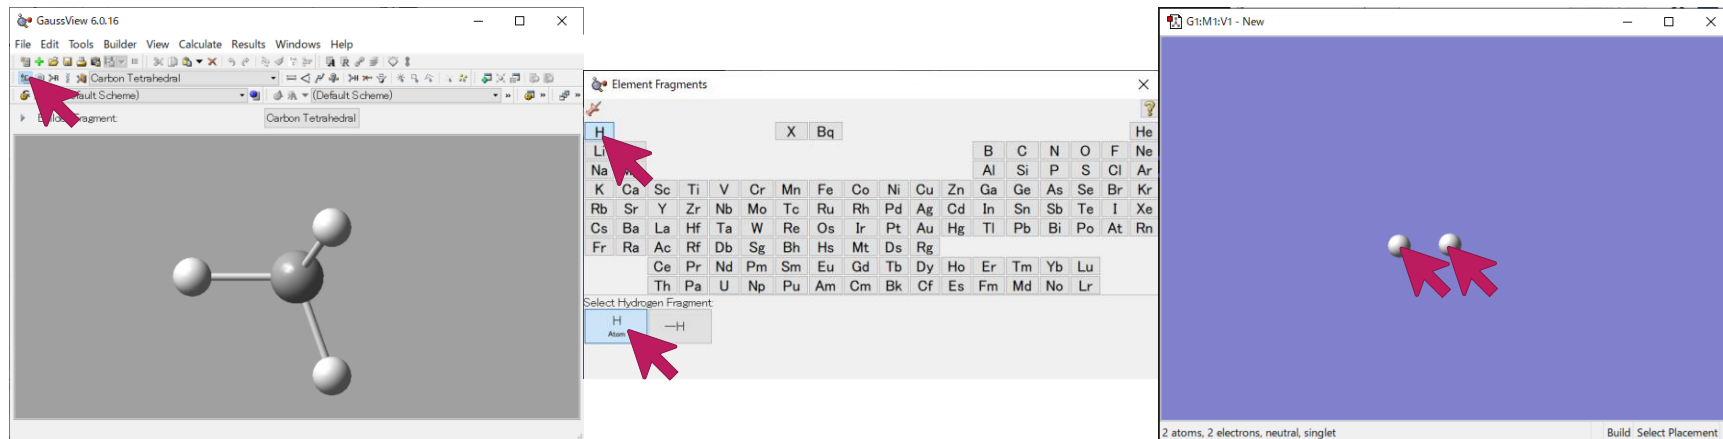 GaussView 6.0.16
File Edit Tools Builder View Calculate Results Windows Help
Carbon Tetrahedral
fault Scheme) (Default Scheme)
Fragment: Carbon Tetrahedral
Element Fragments
H X Bq He
Li B C N O F Ne
Na Al Si P S Cl Ar
K Ca Sc Ti V Cr Mn Fe Co Ni Cu Zn Ga Ge As Se Br Kr
Rb Sr Y Zr Nb Mo Tc Ru Rh Pd Ag Cd In Sn Sb Te I Xe
Cs Ba La Hf Ta W Re Os Ir Pt Au Hg Tl Pb Bi Po At Rn
Fr Ra Ac Rf Db Sg Bh Hs Mt Ds Rg
Ce Pr Nd Pm Sm Eu Gd Tb Dy Ho Er Tm Yb Lu
Th Pa U Np Pu Am Cm Bk Cf Es Fm Md No Lr
Select Hydrogen Fragment:
H —H
Atom
G1:M1:V1 - New
2 atoms, 2 electrons, neutral, singlet
Build Select Placement